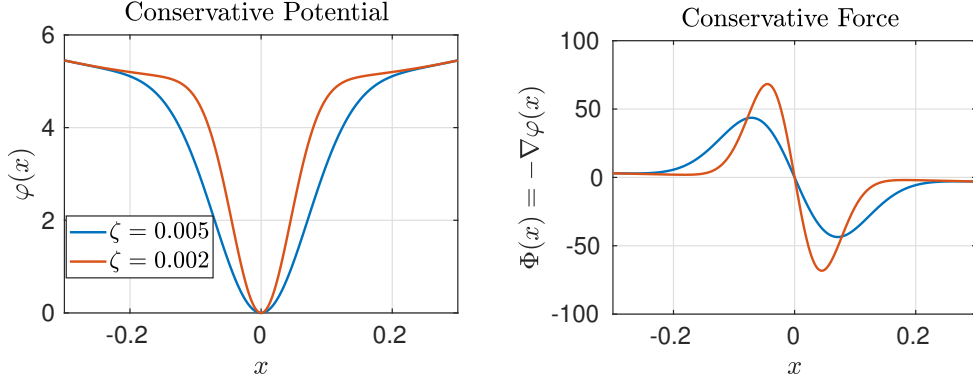 Conservative Potential
6
4
2
0
-0.2
0
0.2
x
φ(x)
ζ = 0.005
ζ = 0.002
Conservative Force
100
50
0
-50
-100
-0.2
0
0.2
x
Φ(x) = −∇φ(x)